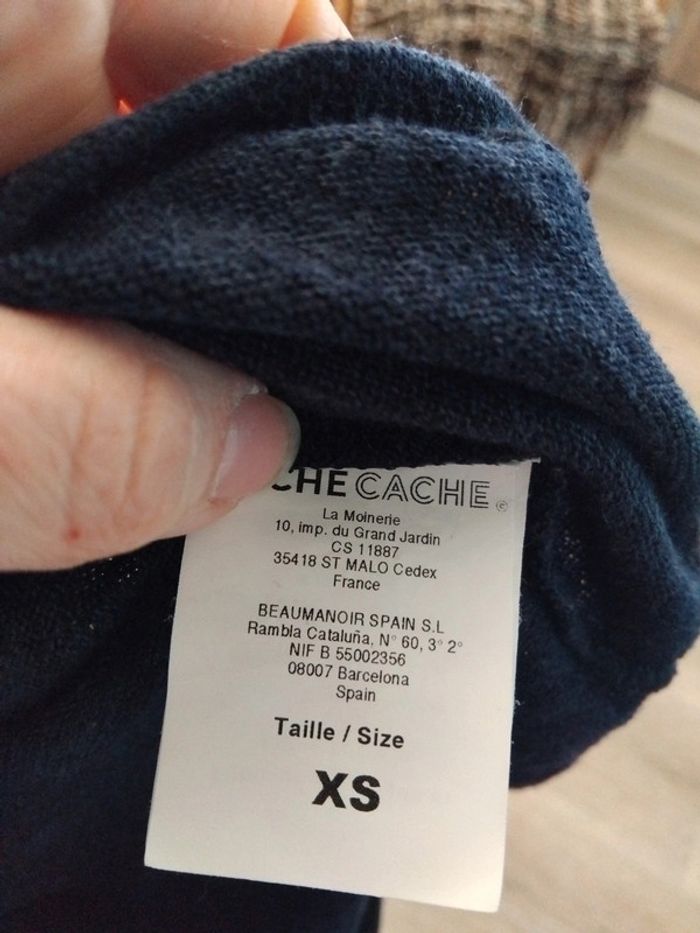 CHE CACHE
La Moinerie
10, imp. du Grand Jardin
CS 11887
35418 ST MALO Cedex
France
BEAUMANOIR SPAIN S.L
Rambla Cataluña, N° 60, 3° 2°
NIF B 55002356
08007 Barcelona
Spain
Taille / Size
XS